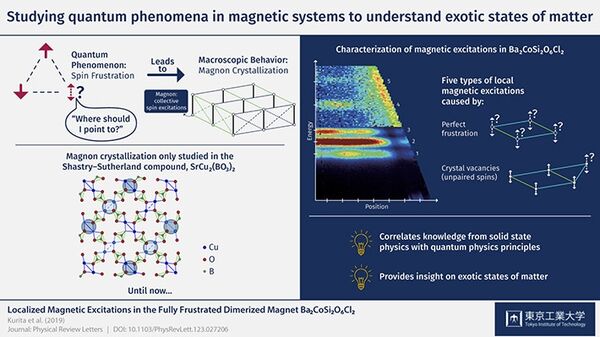 Studying quantum phenomena in magnetic systems to understand exotic states of matter
Quantum
Phenomenon:
Spin Frustration
?
"Where should
I point to?"
Leads
to
Macroscopic Behavior:
Magnon Crystallization
Magnon:
collective
spin excitations
Magnon crystallization only studied in the
Shastry–Sutherland compound, SrCu₂(BO₃)₂
Cu
O
B
Until now...
Characterization of magnetic excitations in Ba₂CoSi₂O₆Cl₂
Energy
Position
5
4
3
2
1
Five types of local
magnetic excitations
caused by:
Perfect
frustration
?
?
?
?
Crystal vacancies
(unpaired spins)
?
Correlates knowledge from solid state
physics with quantum physics principles
Provides insight on exotic states of matter
Localized Magnetic Excitations in the Fully Frustrated Dimerized Magnet Ba₂CoSi₂O₆Cl₂
Kurita et al. (2019)
Journal: Physical Review Letters | DOI: 10.1103/PhysRevLett.123.027206
東京工業大学
Tokyo Institute of Technology